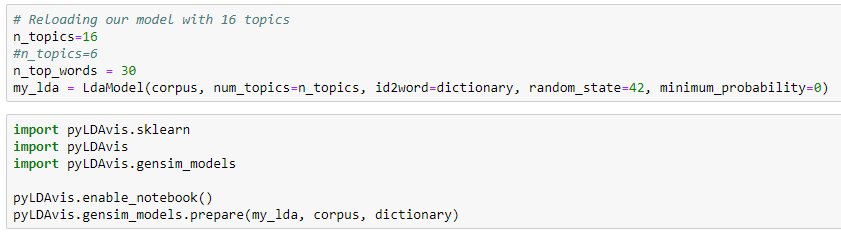 # Reloading our model with 16 topics
n_topics=16
#n_topics=6
n_top_words = 30
my_lda = LdaModel(corpus, num_topics=n_topics, id2word=dictionary, random_state=42, minimum_probability=0)
import pyLDAvis.sklearn
import pyLDAvis
import pyLDAvis.gensim_models
pyLDAvis.enable_notebook()
pyLDAvis.gensim_models.prepare(my_lda, corpus, dictionary)